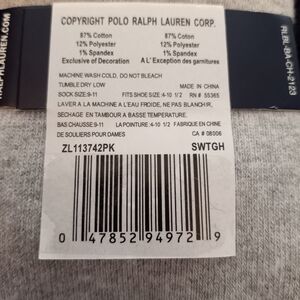 COPYRIGHT POLO RALPH LAUREN CORP.
87% Cotton 87% Cotton
12% Polyester 12% Polyester
1% Spandex 1% Spandex
Exclusive of Decoration A L' Exception des garnitures
MACHINE WASH COLD, DO NOT BLEACH
TUMBLE DRY LOW MADE IN CHINA
SOCK SIZE:9-11 FITS SHOE SIZE:4-10 1/2 RN # 55365
LAVER A LA MACHINE A L'EAU FROIDE, NE PAS BLANCHIR,
SECHAGE EN TAMBOUR A BASSE TEMPERATURE.
BAS CHAUSSE:9-11 LA POINTURE :4-10 1/2 FABRIQUE EN CHINE
DE SOULIERS POUR DAMES CA # 08006
ZL113742PK SWTGH
0 47852 94972 9
RALPHLAUREN.COM
RLBL-BA-CH-2123